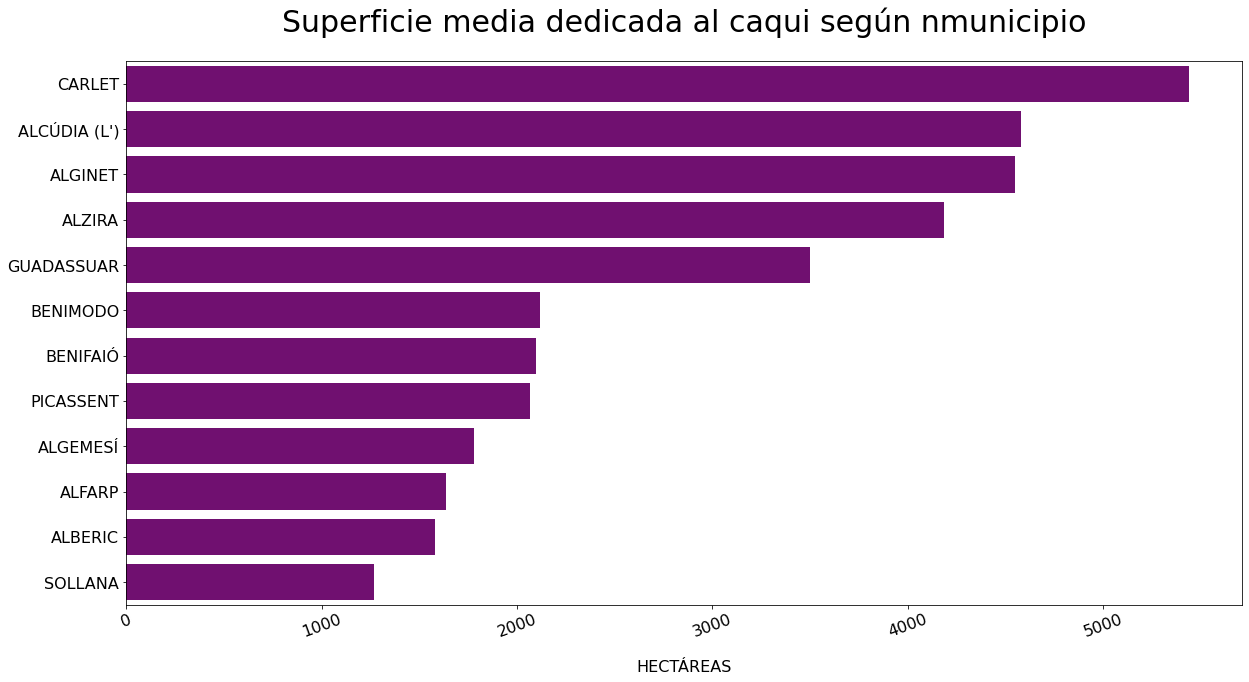 Superficie media dedicada al caqui según nmunicipio
CARLET
ALCÚDIA (L')
ALGINET
ALZIRA
GUADASSUAR
BENIMODO
BENIFAIÓ
PICASSENT
ALGEMESÍ
ALFARP
ALBERIC
SOLLANA
0 1000 2000 3000 4000 5000
HECTÁREAS